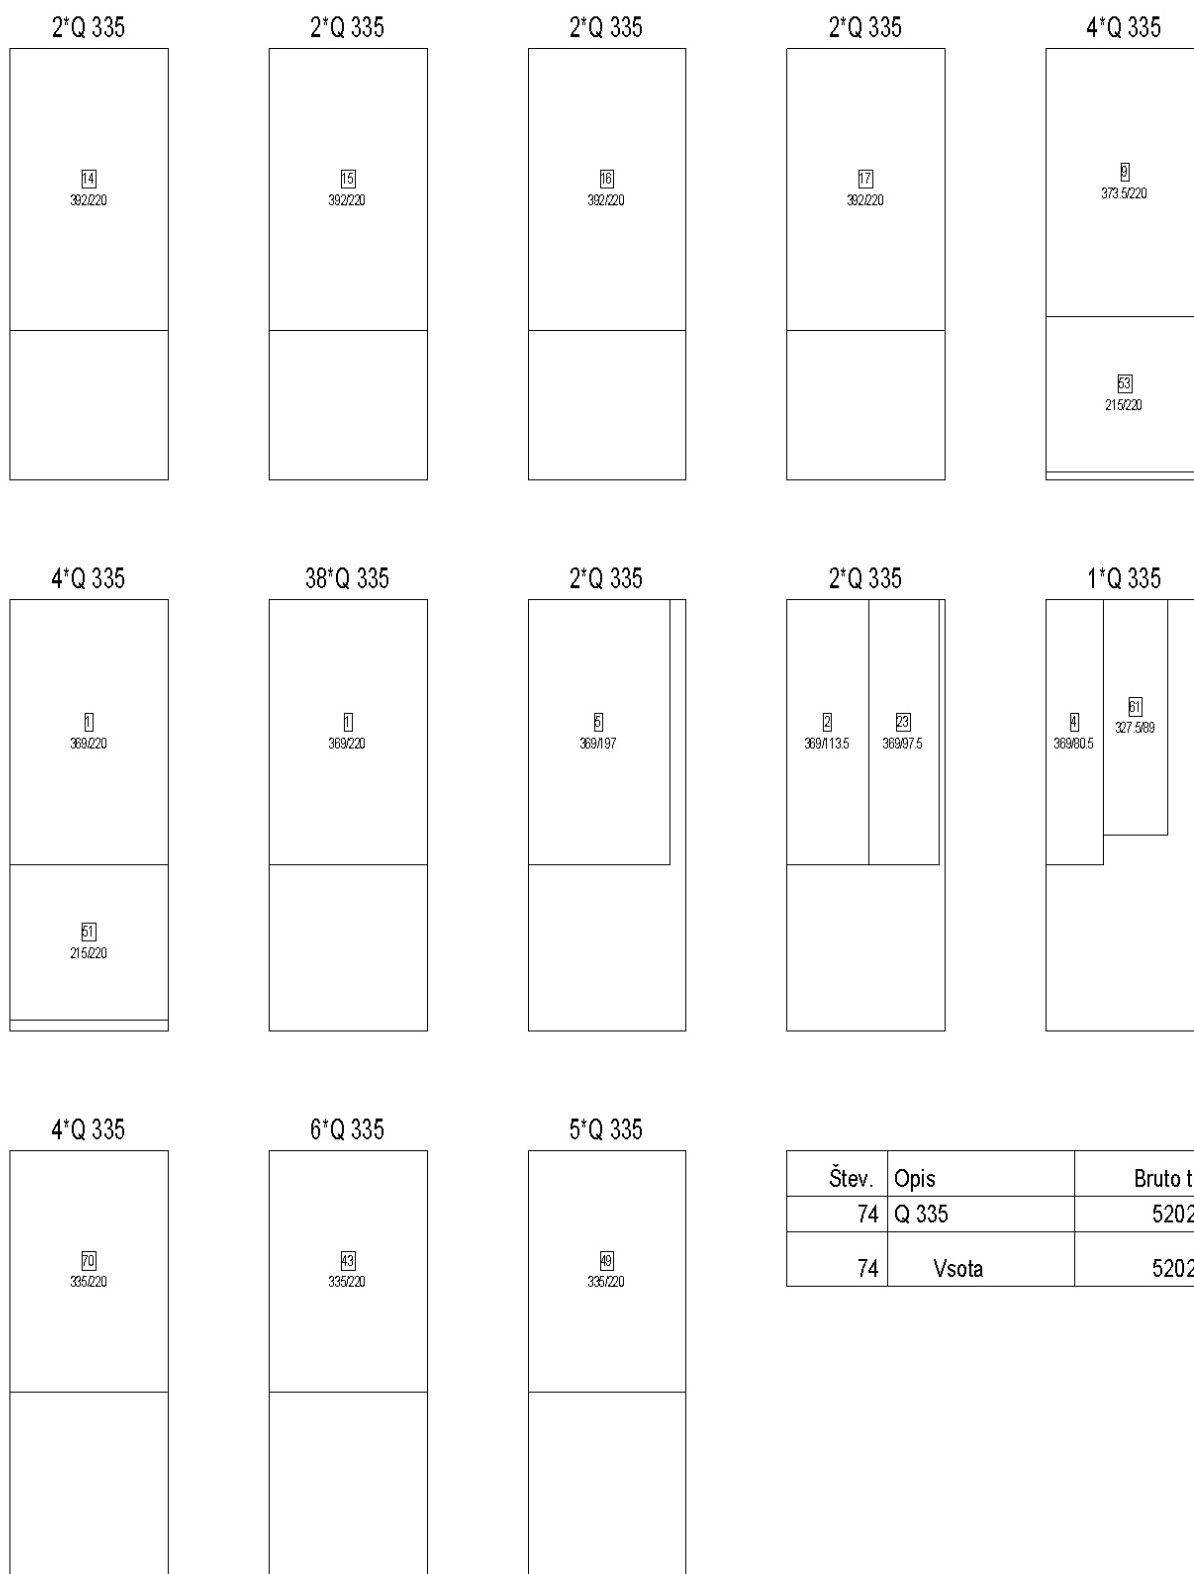 2*Q 335 2*Q 335 2*Q 335 2*Q 335 4*Q 335
14 15 16 17 9
392/220 392/220 392/220 392/220 373.5/220
53
215/220
4*Q 335 38*Q 335 2*Q 335 2*Q 335 1*Q 335
1 1 5 2 23 4 61
369/220 369/220 369/197 369/113.5 369/97.5 369/80.5 327.5/89
51
215/220
4*Q 335 6*Q 335 5*Q 335
70 43 49
335/220 335/220 335/220
Štev. Opis Bruto t
74 Q 335 5202
74 Vsota 5202